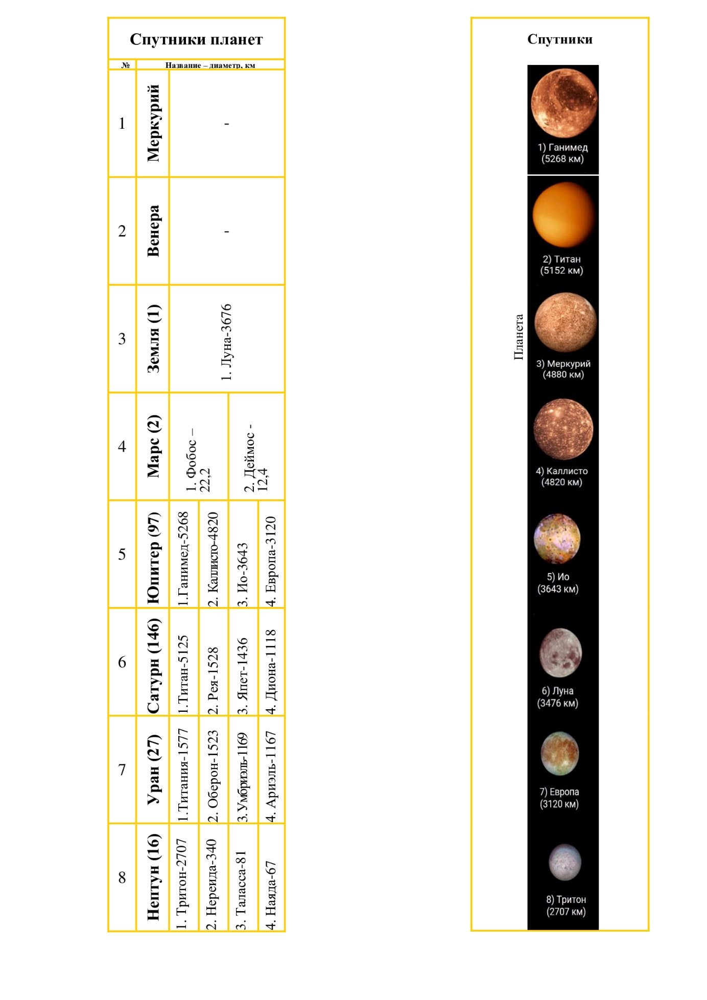 Спутники планет
№ Название – диаметр, км
1 Меркурий -
2 Венера -
3 Земля (1) 1. Луна-3676
4 Марс (2) 1. Фобос –
22,2
2. Деймос -
12,4
5 Юпитер (97) 1.Ганимед-5268 2. Каллисто-4820 3. Ио-3643 4. Европа-3120
6 Сатурн (146) 1.Титан-5125 2. Рея-1528 3. Япет-1436 4. Диона-1118
7 Уран (27) 1.Титания-1577 2. Оберон-1523 3. Умбриэль-1169 4. Ариэль-1167
8 Нептун (16) 1. Тритон-2707 2. Нереида-340 3. Таласса-81 4. Наяда-67
Спутники
1) Ганимед
(5268 км)
2) Титан
(5152 км)
Планета
3) Меркурий
(4880 км)
4) Каллисто
(4820 км)
5) Ио
(3643 км)
6) Луна
(3476 км)
7) Европа
(3120 км)
8) Тритон
(2707 км)